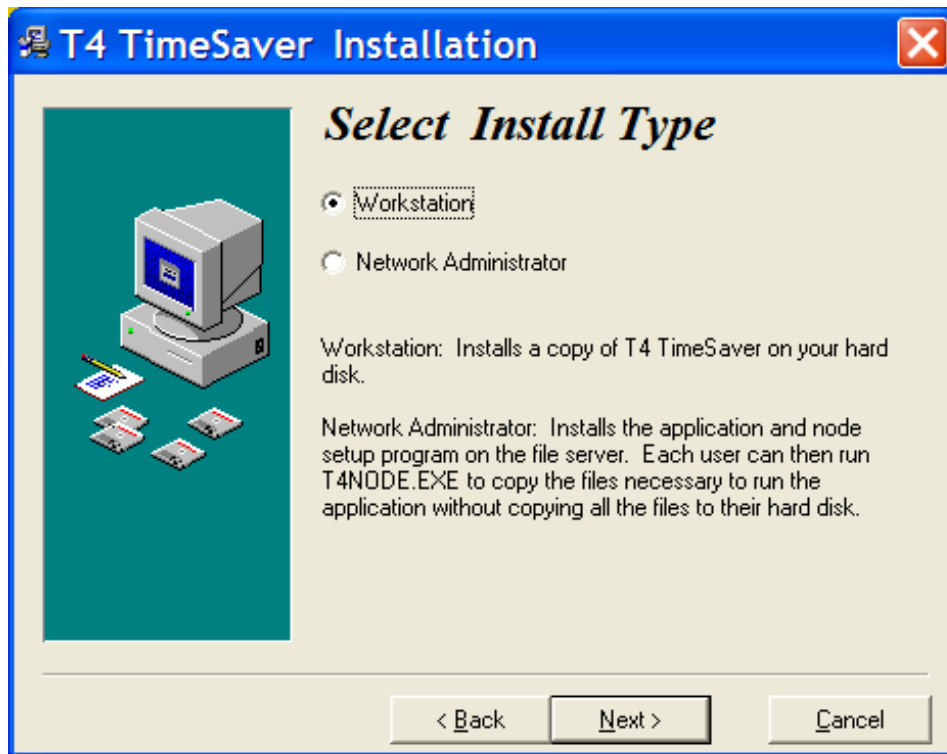 T4 TimeSaver Installation
Select Install Type
Workstation
Network Administrator
Workstation: Installs a copy of T4 TimeSaver on your hard
disk.
Network Administrator: Installs the application and node
setup program on the file server. Each user can then run
T4NODE.EXE to copy the files necessary to run the
application without copying all the files to their hard disk.
< Back
Next >
Cancel